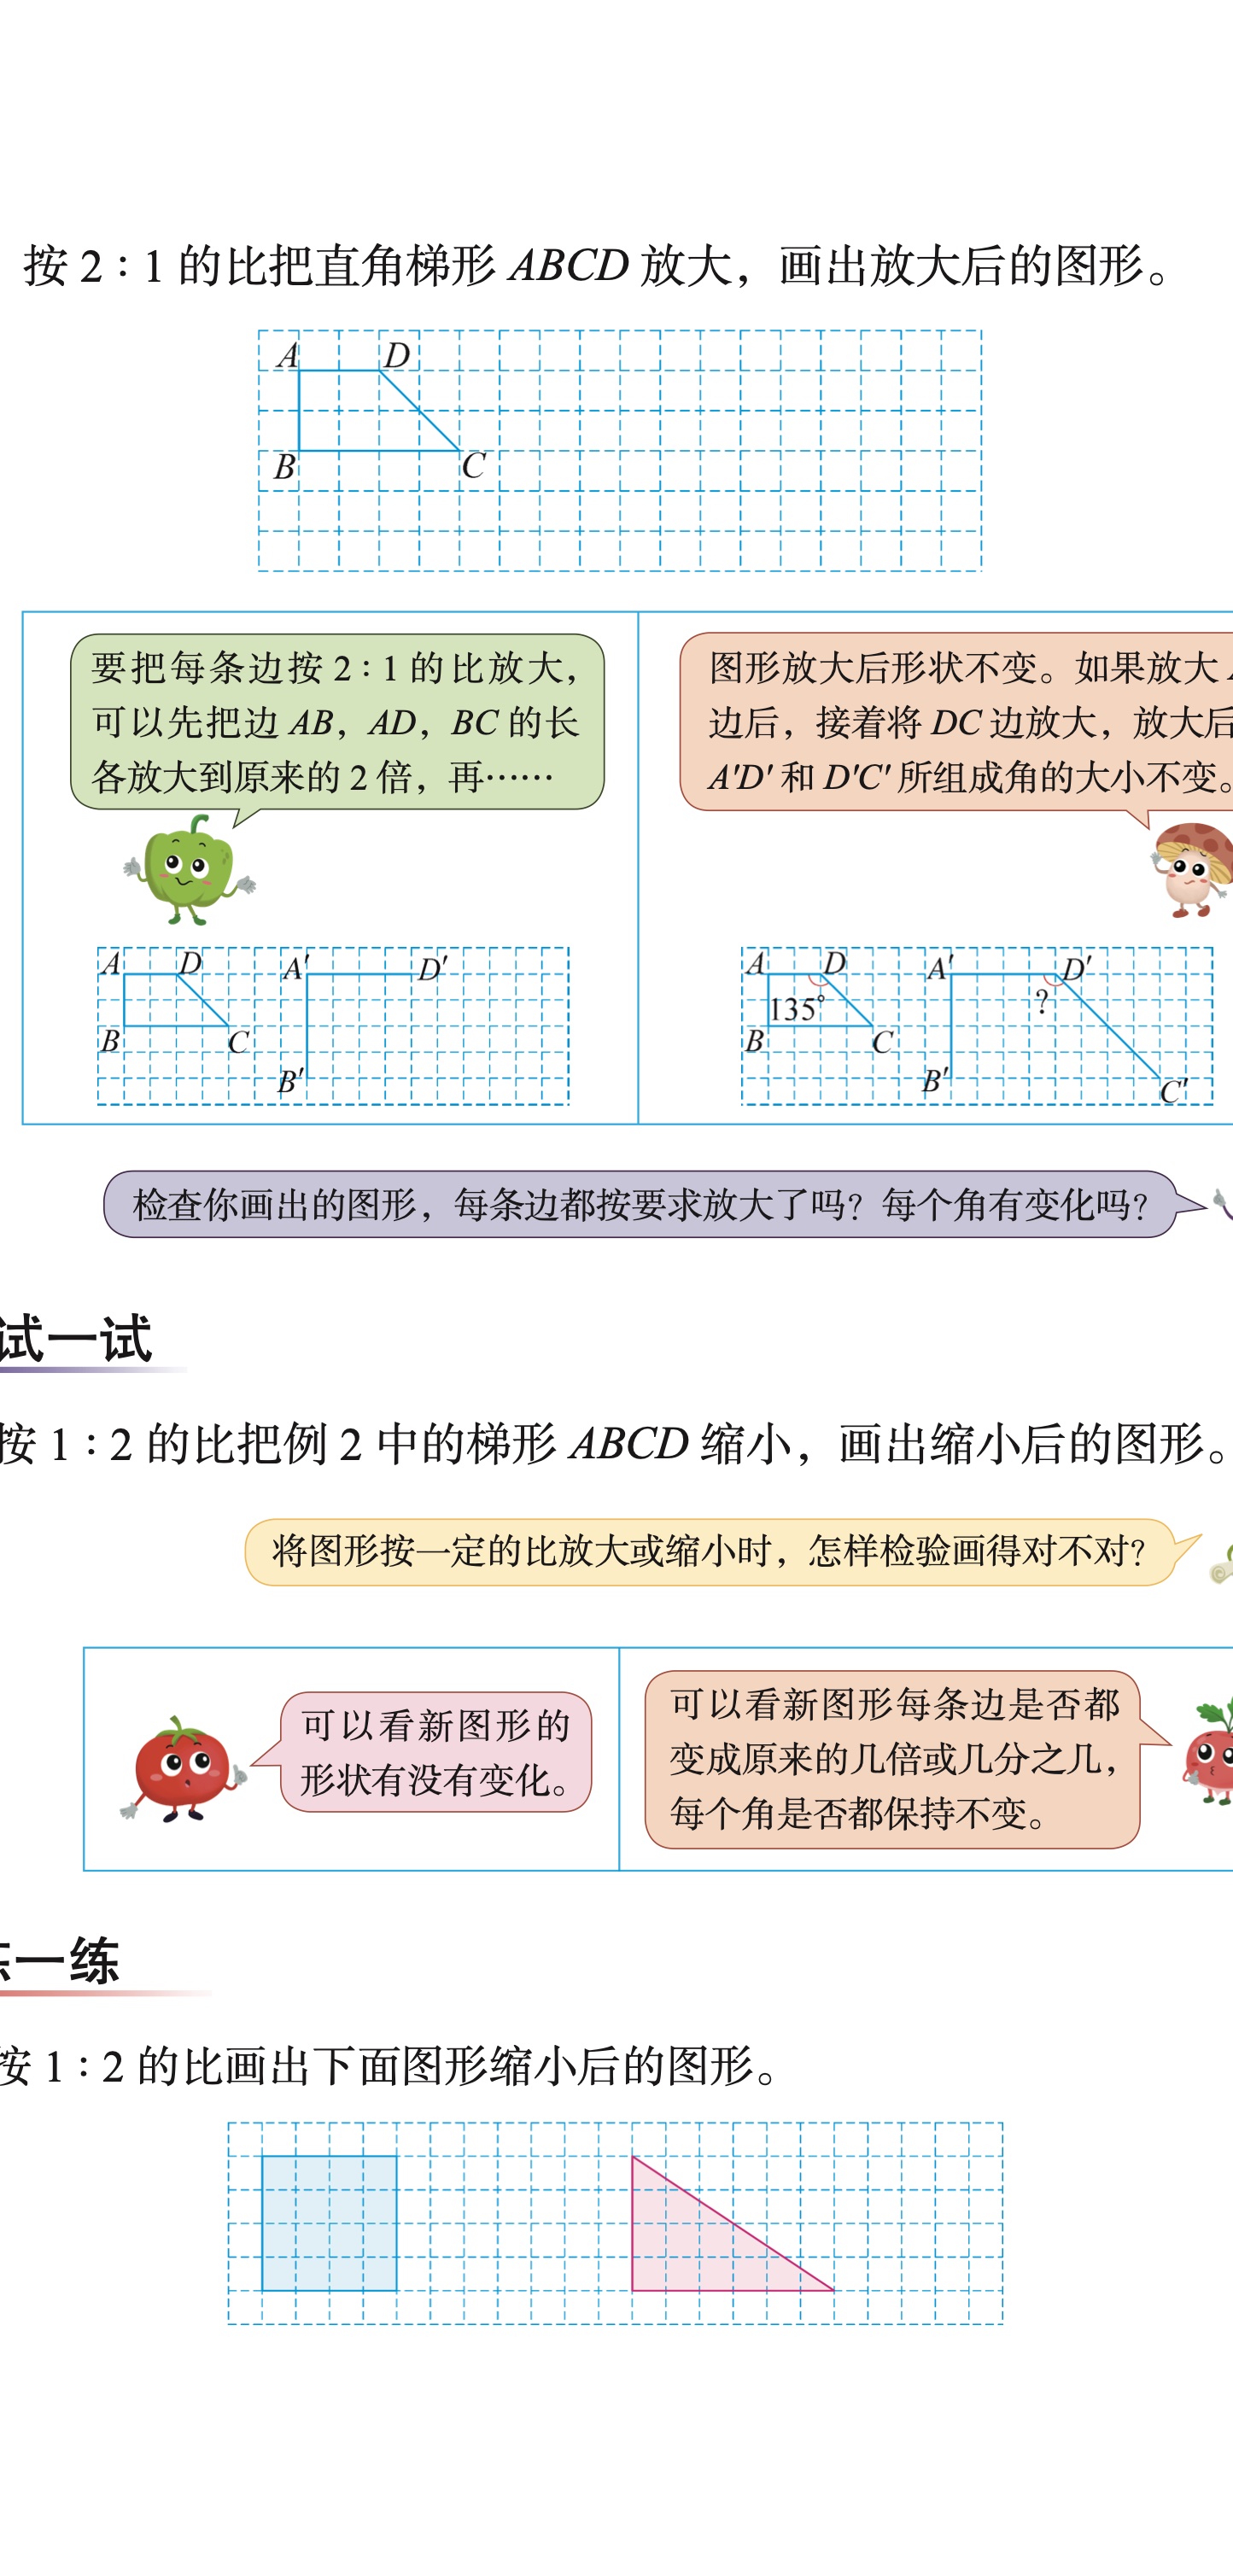 按 2∶1 的比把直角梯形 ABCD 放大，画出放大后的图形。
A D
B C
要把每条边按 2∶1 的比放大，
可以先把边 AB，AD，BC 的长
各放大到原来的 2 倍，再……
图形放大后形状不变。如果放大
边后，接着将 DC 边放大，放大后
A′D′ 和 D′C′ 所组成角的大小不变。
A D A′ D′
B C
B′
A D A′ D′
135° ?
B C
B′ C′
检查你画出的图形，每条边都按要求放大了吗？每个角有变化吗？
试一试
按 1∶2 的比把例 2 中的梯形 ABCD 缩小，画出缩小后的图形。
将图形按一定的比放大或缩小时，怎样检验画得对不对？
可以看新图形的
形状有没有变化。
可以看新图形每条边是否都
变成原来的几倍或几分之几，
每个角是否都保持不变。
一练
按 1∶2 的比画出下面图形缩小后的图形。